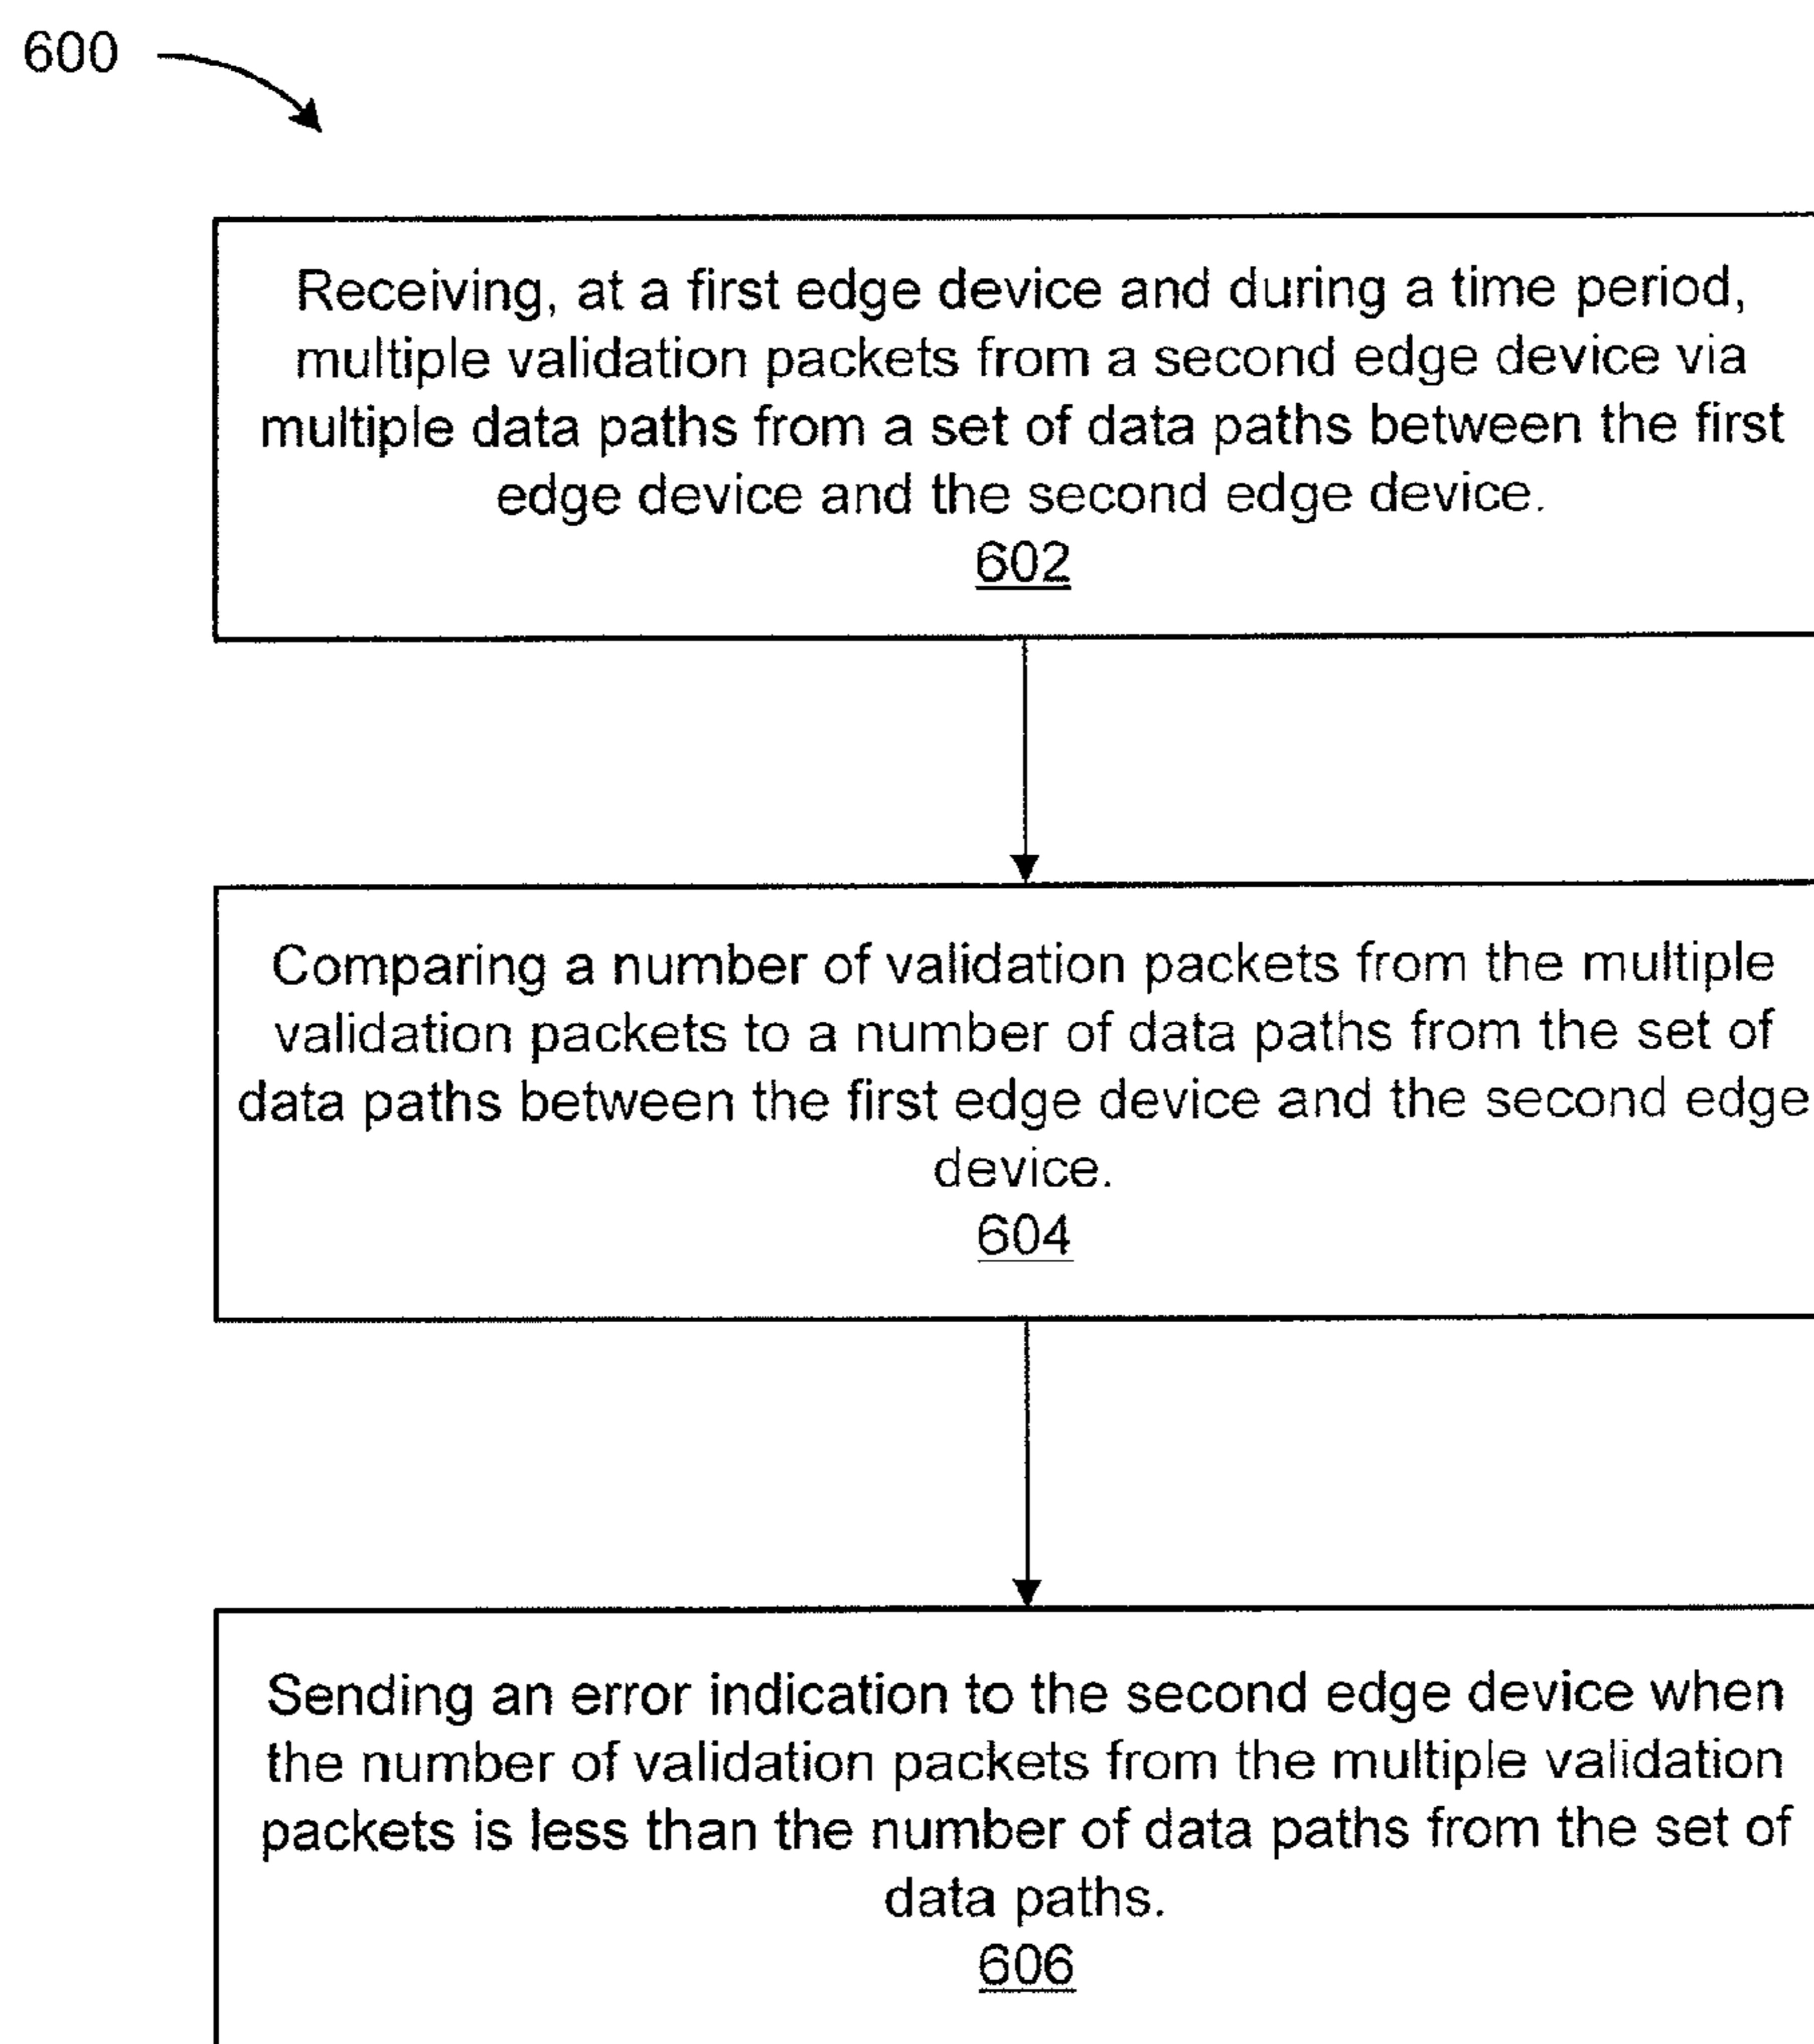 600
Receiving, at a first edge device and during a time period,
multiple validation packets from a second edge device via
multiple data paths from a set of data paths between the first
edge device and the second edge device.
602
Comparing a number of validation packets from the multiple
validation packets to a number of data paths from the set of
data paths between the first edge device and the second edge
device.
604
Sending an error indication to the second edge device when
the number of validation packets from the multiple validation
packets is less than the number of data paths from the set of
data paths.
606